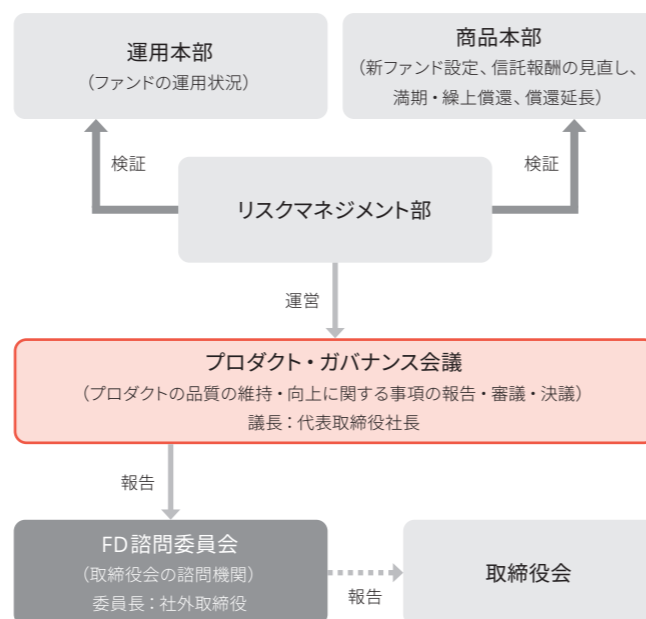 運用本部
（ファンドの運用状況）
商品本部
（新ファンド設定、信託報酬の見直し、
満期・繰上償還、償還延長）
検証
検証
リスクマネジメント部
運営
プロダクト・ガバナンス会議
（プロダクトの品質の維持・向上に関する事項の報告・審議・決議）
議長：代表取締役社長
報告
FD諮問委員会
（取締役会の諮問機関）
委員長：社外取締役
報告
取締役会